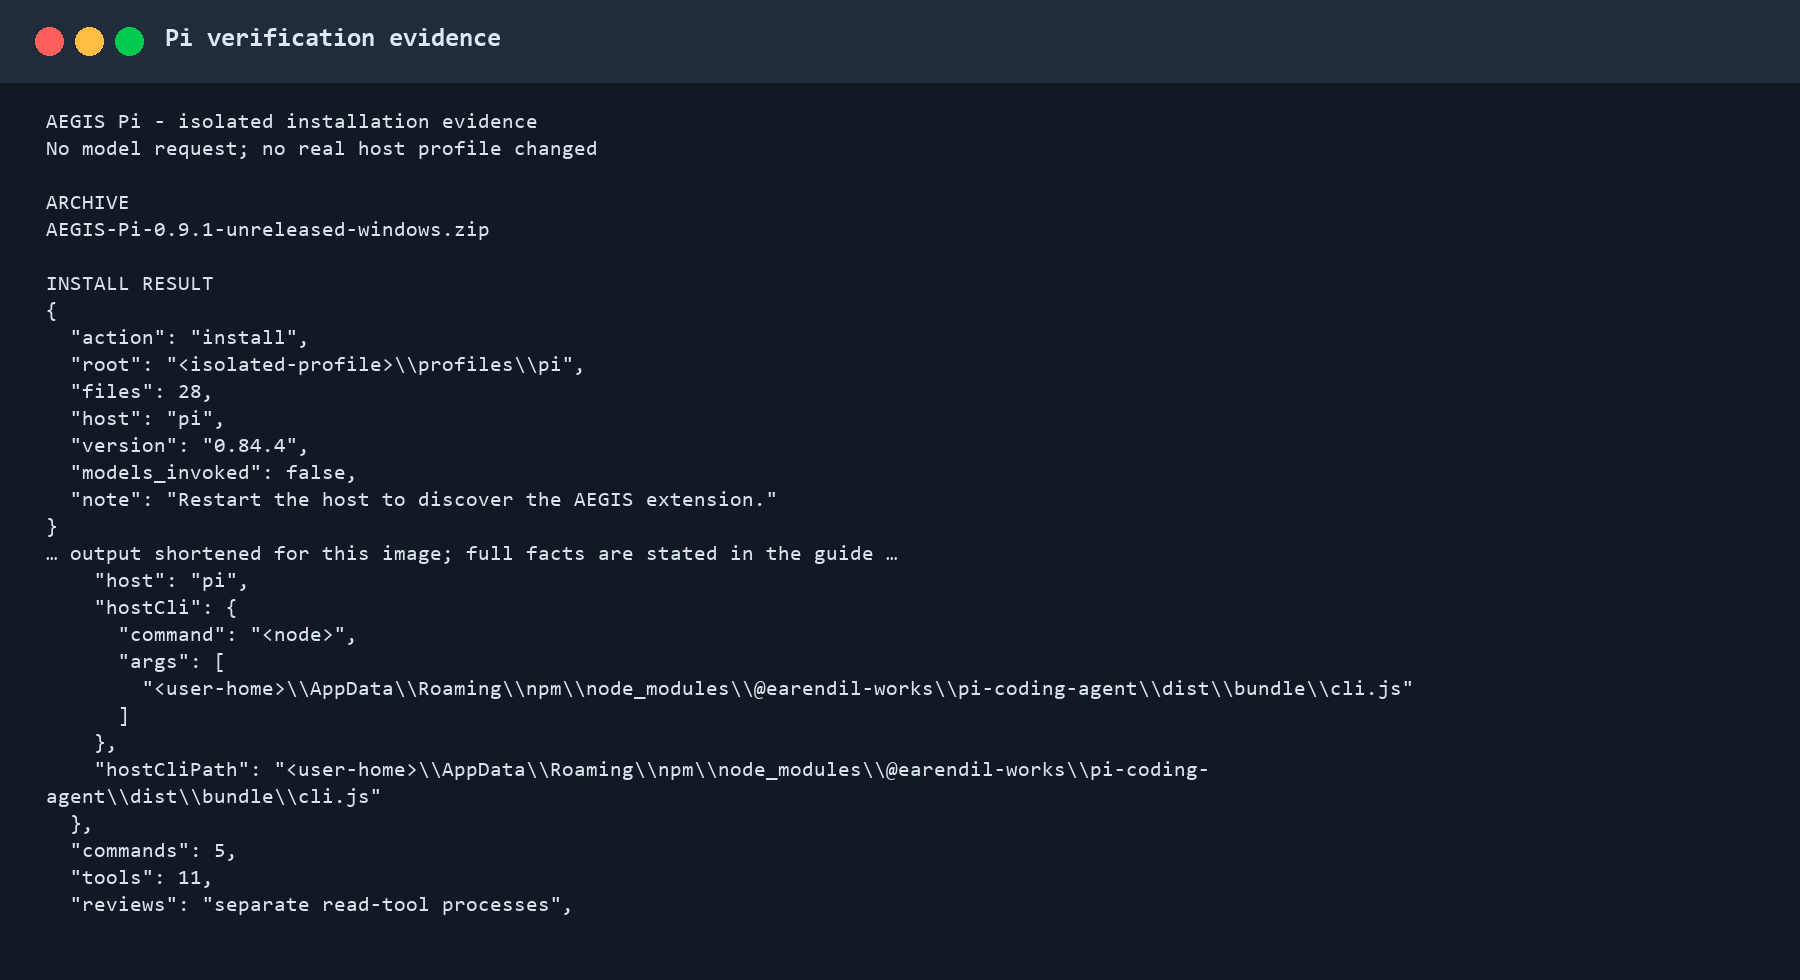 Pi verification evidence
AEGIS Pi - isolated installation evidence
No model request; no real host profile changed
ARCHIVE
AEGIS-Pi-0.9.1-unreleased-windows.zip
INSTALL RESULT
{
  "action": "install",
  "root": "<isolated-profile>\\profiles\\pi",
  "files": 28,
  "host": "pi",
  "version": "0.84.4",
  "models_invoked": false,
  "note": "Restart the host to discover the AEGIS extension."
}
… output shortened for this image; full facts are stated in the guide …
    "host": "pi",
    "hostCli": {
      "command": "<node>",
      "args": [
        "<user-home>\\AppData\\Roaming\\npm\\node_modules\\@earendil-works\\pi-coding-agent\\dist\\bundle\\cli.js"
      ]
    },
    "hostCliPath": "<user-home>\\AppData\\Roaming\\npm\\node_modules\\@earendil-works\\pi-coding-
agent\\dist\\bundle\\cli.js"
  },
  "commands": 5,
  "tools": 11,
  "reviews": "separate read-tool processes",